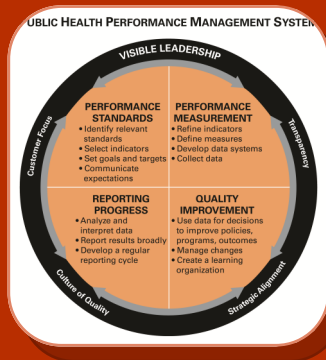 UBLIC HEALTH PERFORMANCE MANAGEMENT SYSTEM
VISIBLE LEADERSHIP
Customer Focus
Transparency
PERFORMANCE
STANDARDS
• Identify relevant
standards
• Select indicators
• Set goals and targets
• Communicate
expectations
PERFORMANCE
MEASUREMENT
• Refine indicators
• Define measures
• Develop data systems
• Collect data
REPORTING
PROGRESS
• Analyze and
interpret data
• Report results broadly
• Develop a regular
reporting cycle
QUALITY
IMPROVEMENT
• Use data for decisions
to improve policies,
programs, outcomes
• Manage changes
• Create a learning
organization
Culture of Quality
Strategic Alignment